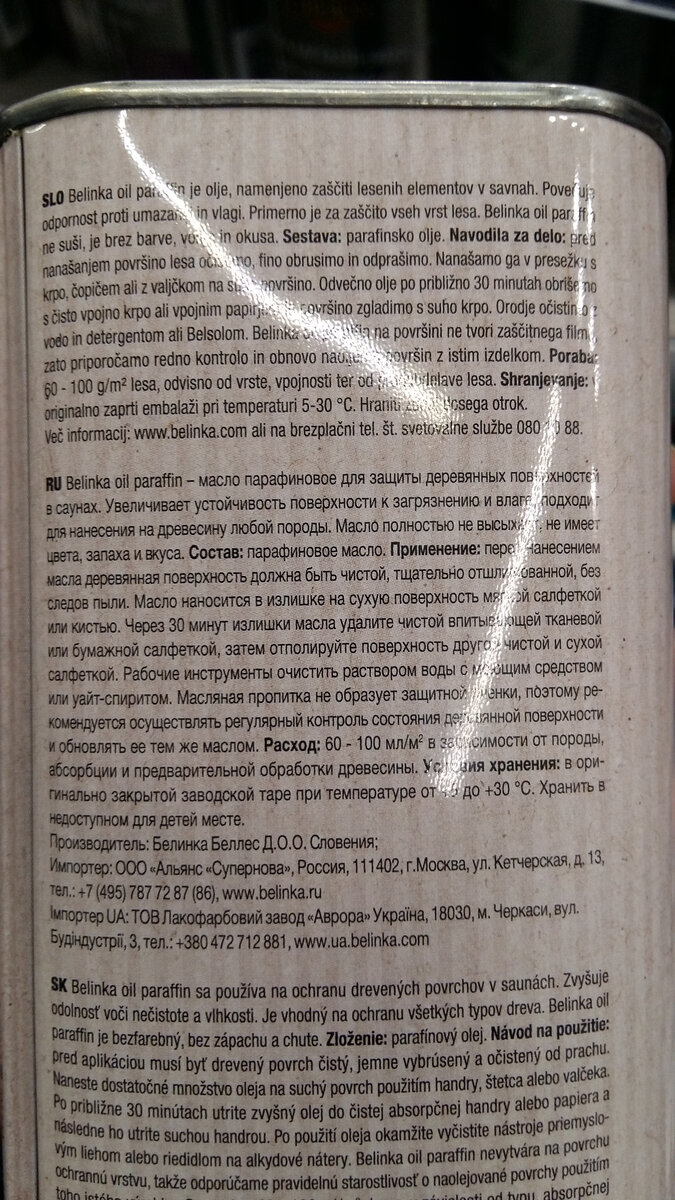 SLO Belinka oil paraffin je olje, namenjeno zaščiti lesenih elementov v savnah. Povečuje
odpornost proti umazaniji in vlagi. Primerno je za zaščito vseh vrst lesa. Belinka oil paraffin
ne suši, je brez barve, vonja in okusa. Sestava: parafinsko olje. Navodila za delo: pred
nanašanjem površino lesa očistimo, fino obrusimo in odprašimo. Nanašamo ga v presežku s
krpo, čopičem ali z valjčkom na suho površino. Odvečno olje po približno 30 minutah obrišemo
s čisto vpojno krpo ali vpojnim papirjem površino zgladimo s suho krpo. Orodje očistimo z
vodo in detergentom ali Belsolom. Belinka oil paraffin na površini ne tvori zaščitnega filma,
zato priporočamo redno kontrolo in obnovo površin z istim izdelkom. Poraba:
60 - 100 g/m² lesa, odvisno od vrste, vpojnosti ter od lesa. Shranjevanje: v
originalno zaprti embalaži pri temperaturi 5-30 °C. Hraniti dosega otrok.
Več informacij: www.belinka.com ali na brezplačni tel. št. svetovalne službe 080 88.
RU Belinka oil paraffin – масло парафиновое для защиты деревянных поверхностей
в саунах. Увеличивает устойчивость поверхности к загрязнению и влаге, подходит
для нанесения на древесину любой породы. Масло полностью не высыхает, не имеет
цвета, запаха и вкуса. Состав: парафиновое масло. Применение: перед нанесением
масла деревянная поверхность должна быть чистой, тщательно отшлифованной, без
следов пыли. Масло наносится в излишке на сухую поверхность мягкой салфеткой
или кистью. Через 30 минут излишки масла удалите чистой впитывающей тканевой
или бумажной салфеткой, затем отполируйте поверхность другой чистой и сухой
салфеткой. Рабочие инструменты очистить раствором воды с моющим средством
или уайт-спиритом. Масляная пропитка не образует защитной пленки, поэтому ре-
комендуется осуществлять регулярный контроль состояния деревянной поверхности
и обновлять ее тем же маслом. Расход: 60 - 100 мл/м² в зависимости от породы,
абсорбции и предварительной обработки древесины. Условия хранения: в ори-
гинально закрытой заводской таре при температуре от до +30 °C. Хранить в
недоступном для детей месте.
Производитель: Белинка Беллес Д.О.О. Словения;
Импортер: ООО «Альянс «Супернова», Россия, 111402, г.Москва, ул. Кетчерская, д. 13,
тел.: +7 (495) 787 72 87 (86), www.belinka.ru
Імпортер UA: ТОВ Лакофарбовий завод «Аврора» Україна, 18030, м. Черкаси, вул.
Будіндустрії, 3, тел.: +380 472 712 881, www.ua.belinka.com
SK Belinka oil paraffin sa používa na ochranu drevených povrchov v saunách. Zvyšuje
odolnosť voči nečistote a vlhkosti. Je vhodný na ochranu všetkých typov dreva. Belinka oil
paraffin je bezfarebný, bez zápachu a chute. Zloženie: parafínový olej. Návod na použitie:
pred aplikáciou musí byť drevený povrch čistý, jemne vybrúsený a očistený od prachu.
Naneste dostatočné množstvo oleja na suchý povrch použitím handry, štetca alebo valčeka.
Po približne 30 minútach utrite zvyšný olej do čistej absorpčnej handry alebo papiera a
následne ho utrite suchou handrou. Po použití oleja okamžite vyčistite nástroje priemyslo-
vým liehom alebo riedidlom na alkydové nátery. Belinka oil paraffin nevytvára na povrchu
ochrannú vrstvu, takže odporúčame pravidelnú starostlivosť o naolejované povrchy použitím
toho istého od typu, absorpčnej